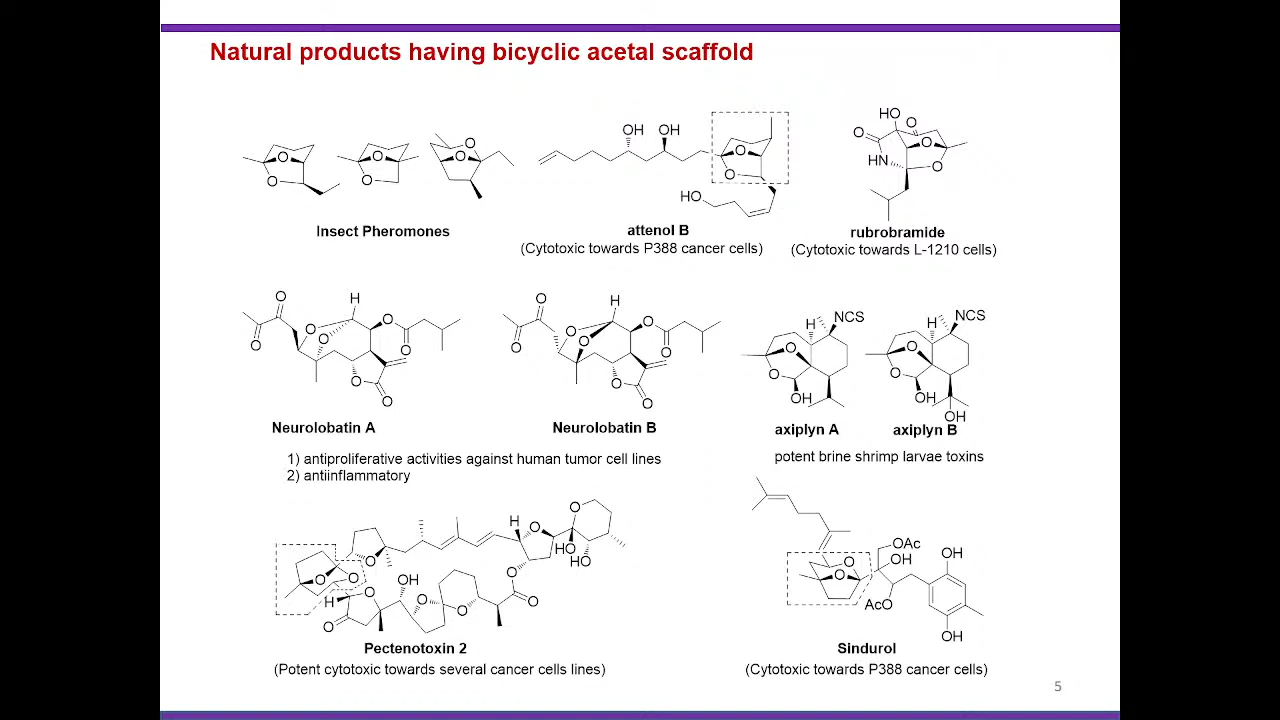 Natural products having bicyclic acetal scaffold
O
O
O
O
O
O
OH
OH
O
O
HO
HO
O
O
O
HN
O
Insect Pheromones
attenol B
(Cytotoxic towards P388 cancer cells)
rubrobramide
(Cytotoxic towards L-1210 cells)
O
O
H
O
O
O
O
O
O
O
O
H
O
O
O
O
O
O
H
NCS
O
O
OH
H
NCS
O
O
OH
OH
Neurolobatin A
Neurolobatin B
axiplyn A
axiplyn B
1) antiproliferative activities against human tumor cell lines
2) antiinflammatory
potent brine shrimp larvae toxins
O
O
O
H
O
O
OH
O
O
O
O
H
O
O
HO
HO
O
O
OAc
OH
AcO
OH
OH
Pectenotoxin 2
(Potent cytotoxic towards several cancer cells lines)
Sindurol
(Cytotoxic towards P388 cancer cells)
5